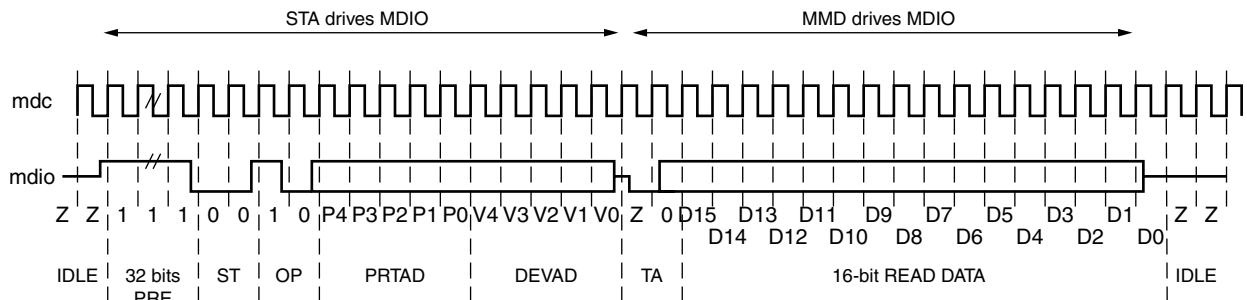 STA drives MDIO MMD drives MDIO
mdc
mdio
Z Z 1 1 1 0 0 1 0 P4 P3 P2 P1 P0 V4 V3 V2 V1 V0 Z 0 D15 D13 D11 D9 D7 D5 D3 D1 Z Z
D14 D12 D10 D8 D6 D4 D2 D0
IDLE 32 bits ST OP PRTAD DEVAD TA 16-bit READ DATA IDLE
PRE